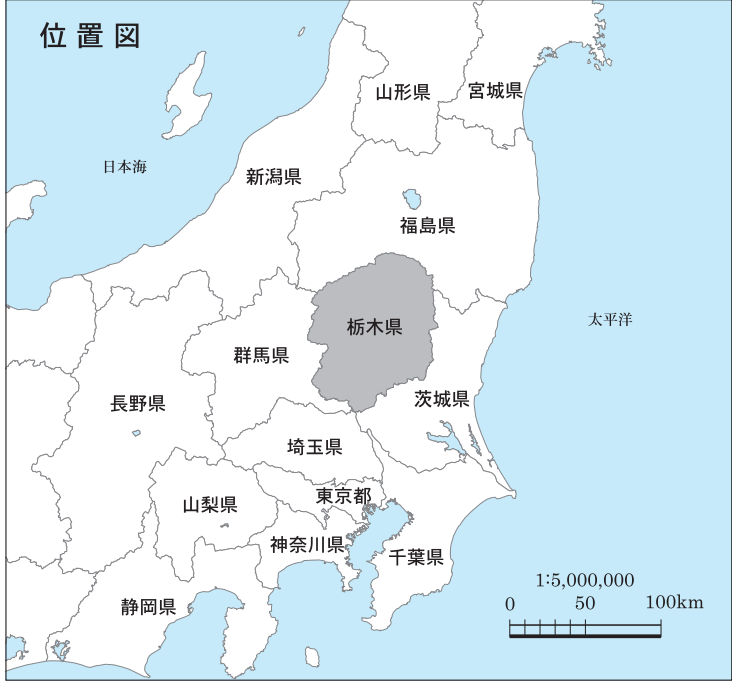 位置図
山形県
宮城県
日本海
新潟県
福島県
太平洋
栃木県
群馬県
長野県
茨城県
埼玉県
東京都
山梨県
神奈川県
千葉県
静岡県
1:5,000,000
0 50 100km